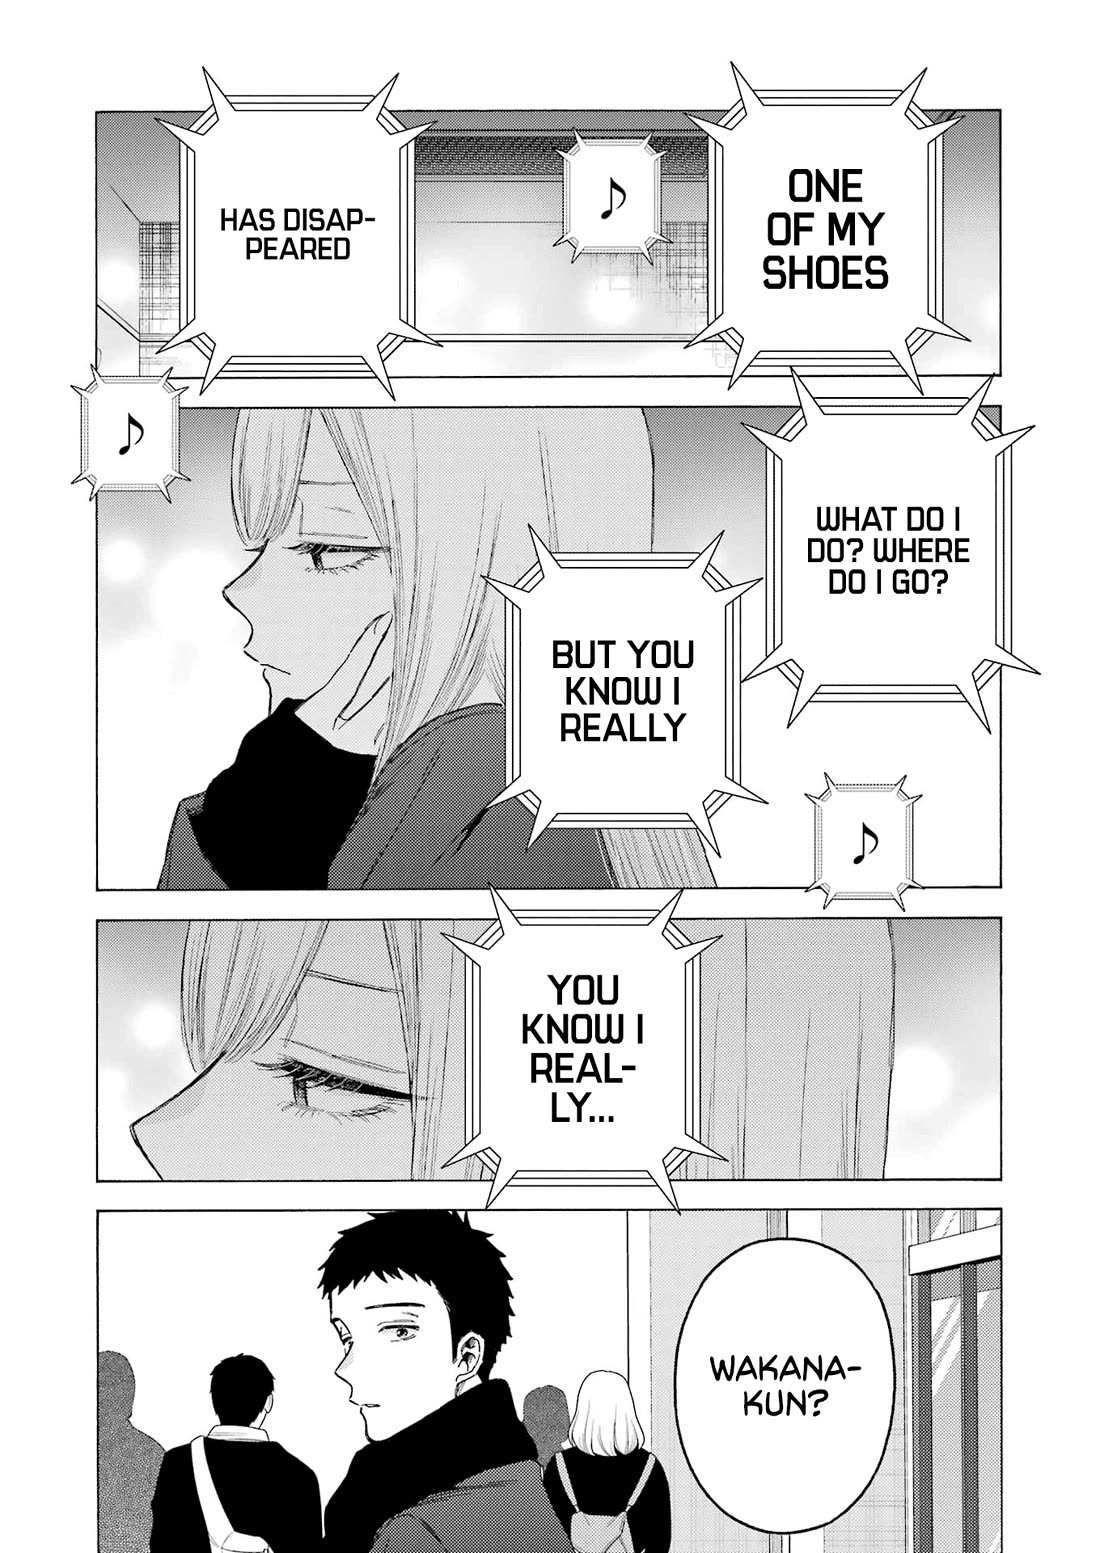 ONE
OF MY
SHOES
♪
HAS DISAP-
PEARED
WHAT DO I
DO? WHERE
DO I GO?
BUT YOU
KNOW I
REALLY
♪
♪
YOU
KNOW I
REAL-
LY...
WAKANA-
KUN?